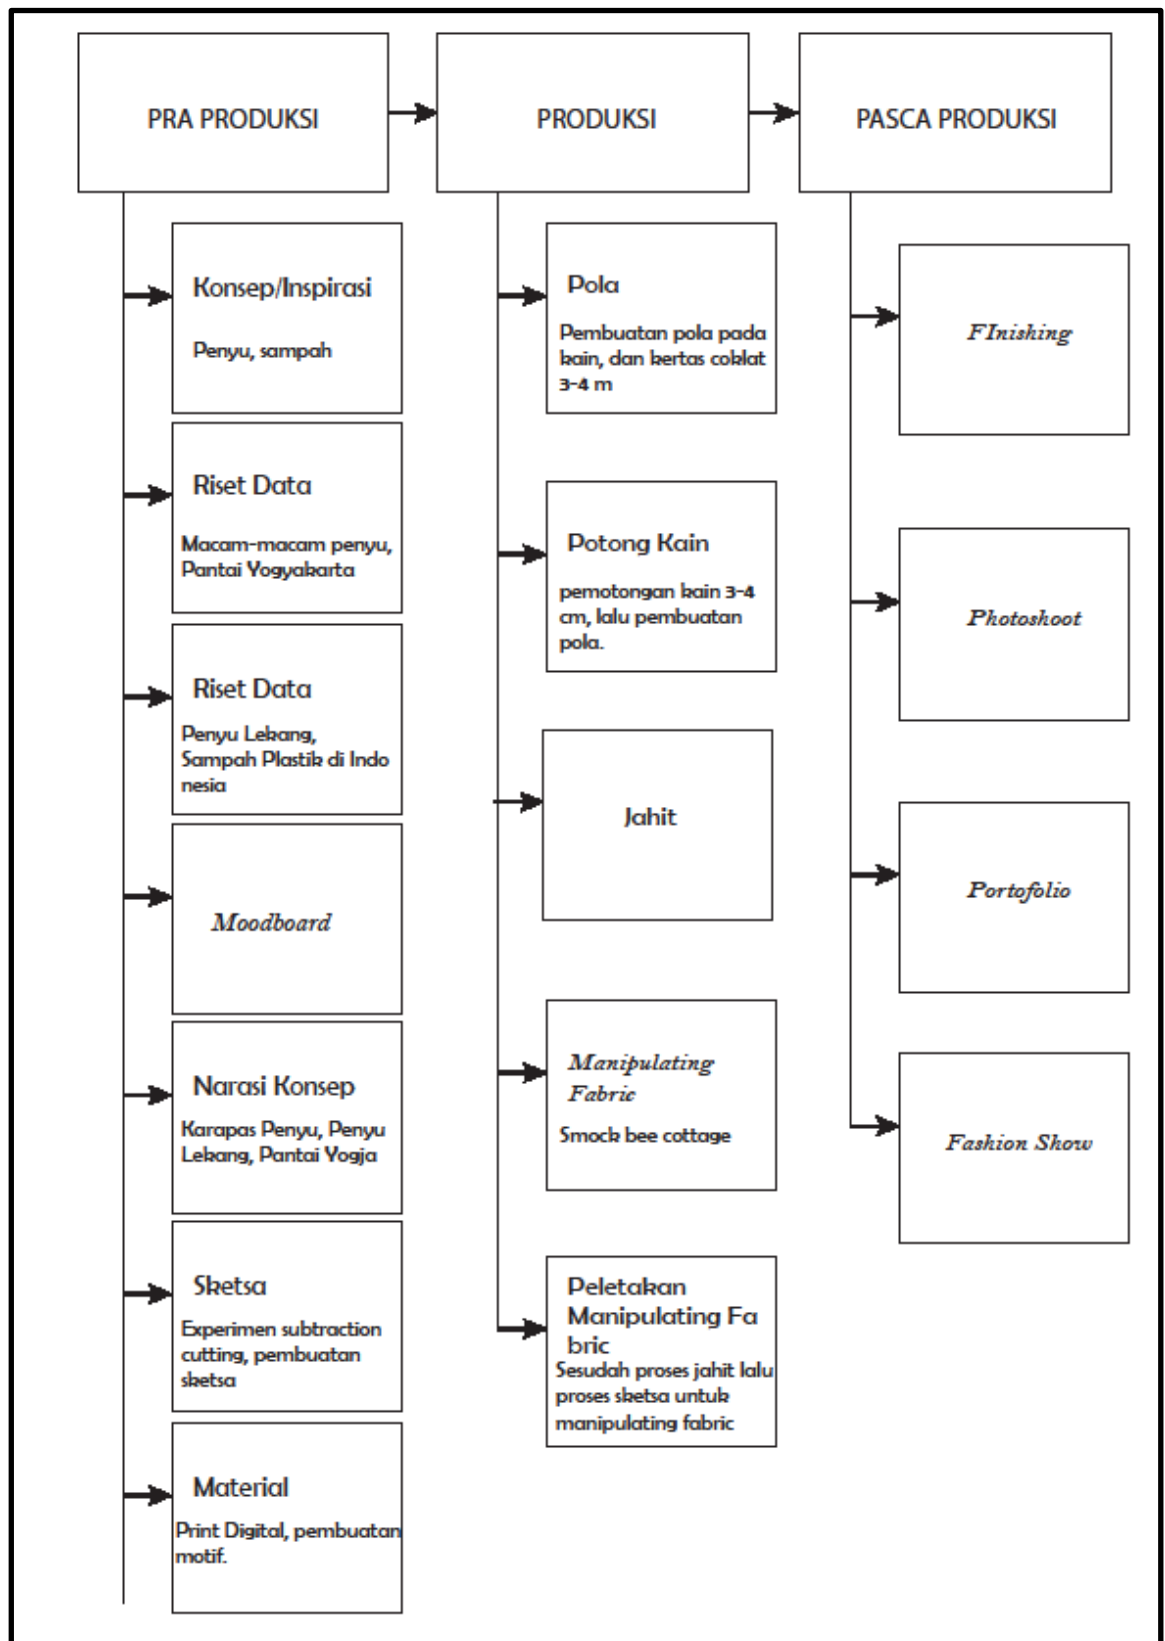 PRA PRODUKSI
PRODUKSI
PASCA PRODUKSI
Konsep/Inspirasi
Penyu, sampah
Riset Data
Macam-macam penyu,
Pantai Yogyakarta
Riset Data
Penyu Lekang,
Sampah Plastik di Indo
nesia
Moodboard
Narasi Konsep
Karapas Penyu, Penyu
Lekang, Pantai Yogja
Sketsa
Experimen subtraction
cutting, pembuatan
sketsa
Material
Print Digital, pembuatan
motif.
Pola
Pembuatan pola pada
kain, dan kertas coklat
3-4 m
Potong Kain
pemotongan kain 3-4
cm, lalu pembuatan
pola.
Jahit
Manipulating
Fabric
Smock bee cottage
Peletakan
Manipulating Fa
bric
Sesudah proses jahit lalu
proses sketsa untuk
manipulating fabric
FInishing
Photoshoot
Portofolio
Fashion Show